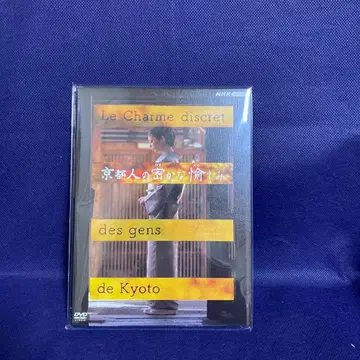 NHK
Le Charme discret
京都人の密かな愉しみ
des gens
de Kyoto
DVD